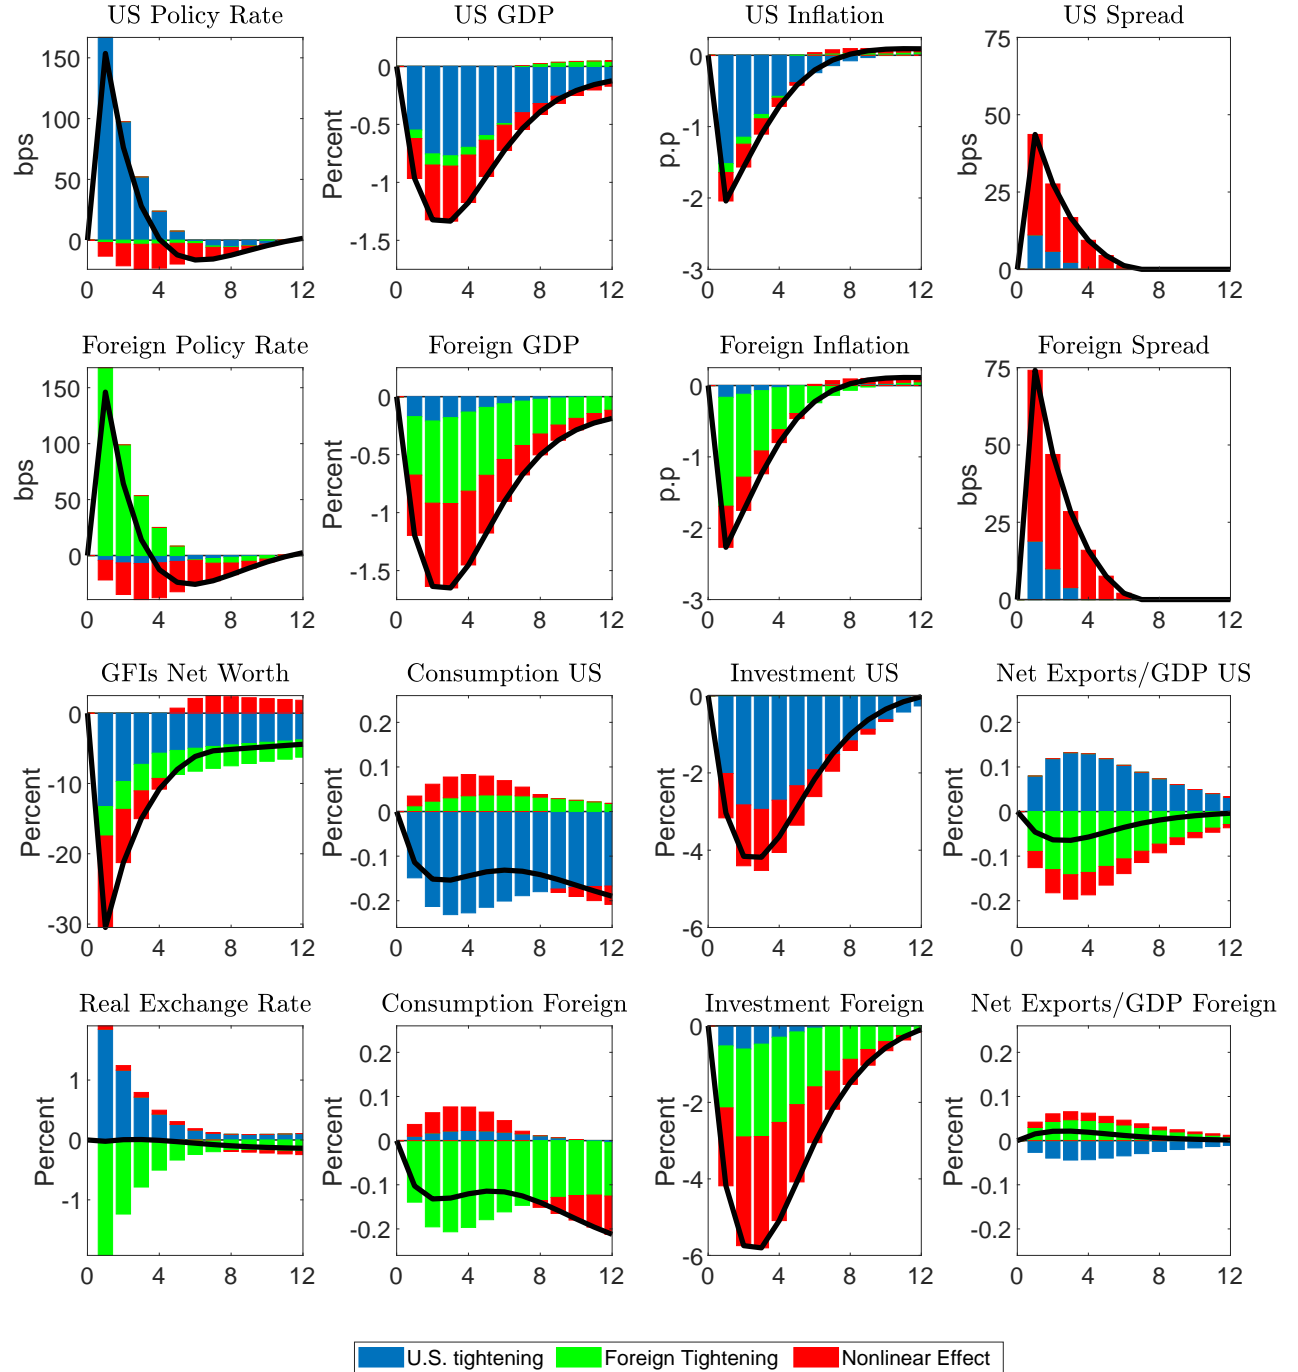 US Policy Rate
US GDP
US Inflation
US Spread
bps
150
100
50
0
0 4 8 12
Percent
0
-0.5
-1
-1.5
0 4 8 12
p.p
0
-1
-2
-3
0 4 8 12
bps
75
50
25
0
0 4 8 12
Foreign Policy Rate
Foreign GDP
Foreign Inflation
Foreign Spread
bps
150
100
50
0
0 4 8 12
Percent
0
-0.5
-1
-1.5
0 4 8 12
p.p
0
-1
-2
-3
0 4 8 12
bps
75
50
25
0
0 4 8 12
GFIs Net Worth
Consumption US
Investment US
Net Exports/GDP US
Percent
0
-10
-20
-30
0 4 8 12
Percent
0.2
0.1
0
-0.1
-0.2
0 4 8 12
Percent
0
-2
-4
-6
0 4 8 12
Percent
0.2
0.1
0
-0.1
-0.2
0 4 8 12
Real Exchange Rate
Consumption Foreign
Investment Foreign
Net Exports/GDP Foreign
Percent
1
0
-1
0 4 8 12
Percent
0.2
0.1
0
-0.1
-0.2
0 4 8 12
Percent
0
-2
-4
-6
0 4 8 12
Percent
0.2
0.1
0
-0.1
-0.2
0 4 8 12
U.S. tightening
Foreign Tightening
Nonlinear Effect